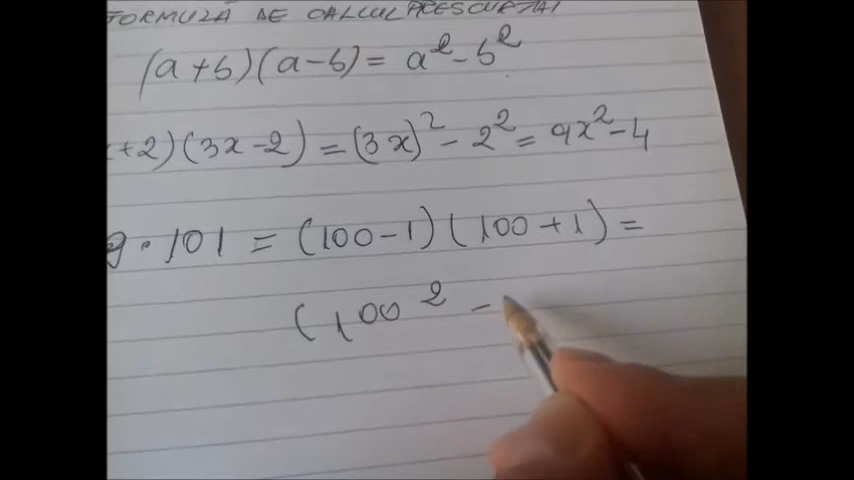 FORMULĂ DE CALCUL PRESCURTAT
(a+b)(a-b) = a² - b²
+2)(3x-2) = (3x)² - 2² = 9x² - 4
9 · 101 = (100-1)(100+1) =
(100² -